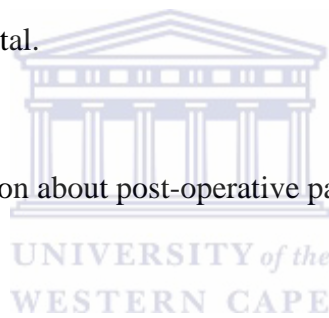 tal.
on about post-operative pa
UNIVERSITY of the
WESTERN CAPE